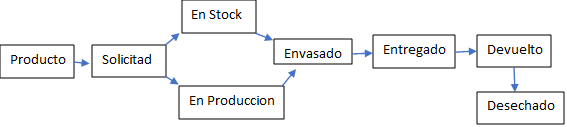 Producto
Solicitad
En Stock
En Produccion
Envasado
Entregado
Devuelto
Desechado